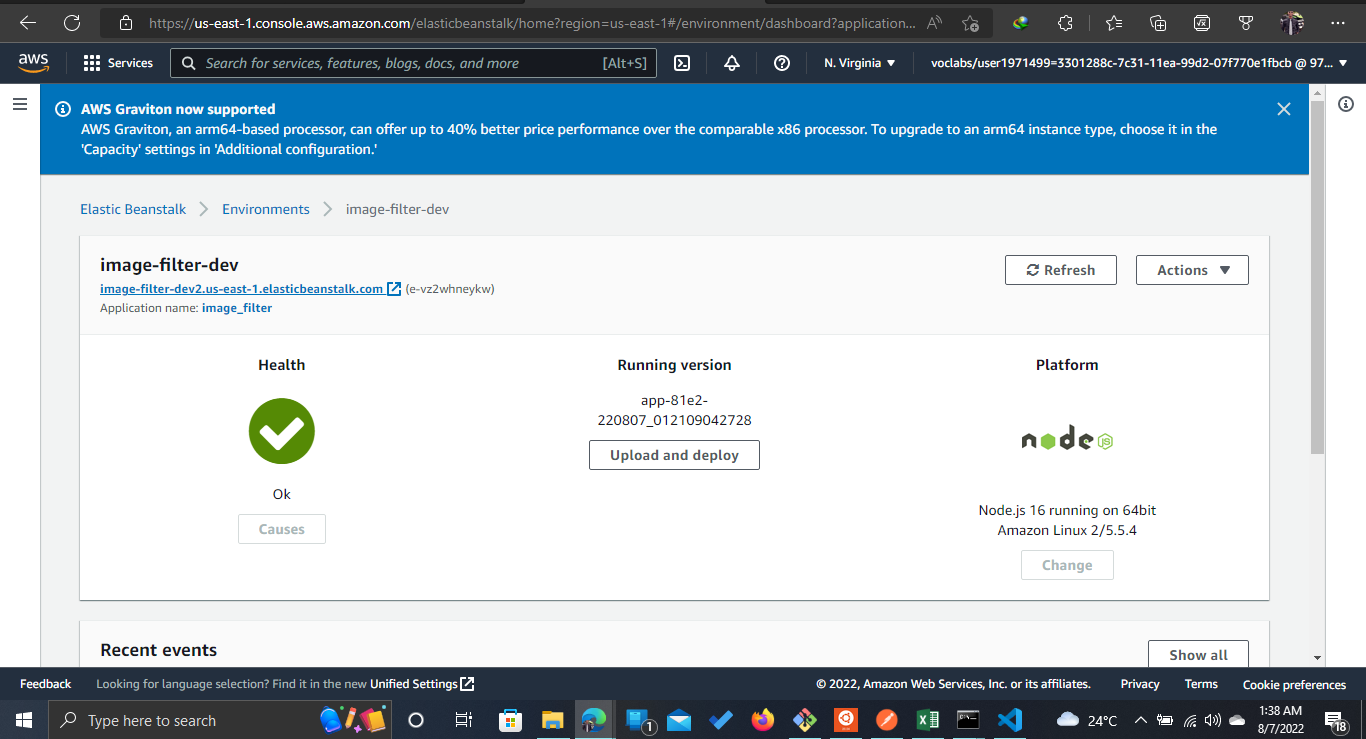 https://us-east-1.console.aws.amazon.com/elasticbeanstalk/home?region=us-east-1#/environment/dashboard?application...
aws
Services
Search for services, features, blogs, docs, and more
[Alt+S]
N. Virginia
voclabs/user1971499=3301288c-7c31-11ea-99d2-07f770e1fbcb @ 97...
AWS Graviton now supported
AWS Graviton, an arm64-based processor, can offer up to 40% better price performance over the comparable x86 processor. To upgrade to an arm64 instance type, choose it in the
'Capacity' settings in 'Additional configuration.'
Elastic Beanstalk
Environments
image-filter-dev
image-filter-dev
Refresh
Actions
image-filter-dev2.us-east-1.elasticbeanstalk.com (e-vz2whneykw)
Application name: image_filter
Health
Running version
Platform
app-81e2-
220807_012109042728
Upload and deploy
node JS
Ok
Causes
Node.js 16 running on 64bit
Amazon Linux 2/5.5.4
Change
Recent events
Show all
Feedback
Looking for language selection? Find it in the new Unified Settings
© 2022, Amazon Web Services, Inc. or its affiliates.
Privacy
Terms
Cookie preferences
Type here to search
1
24°C
1:38 AM
8/7/2022
18